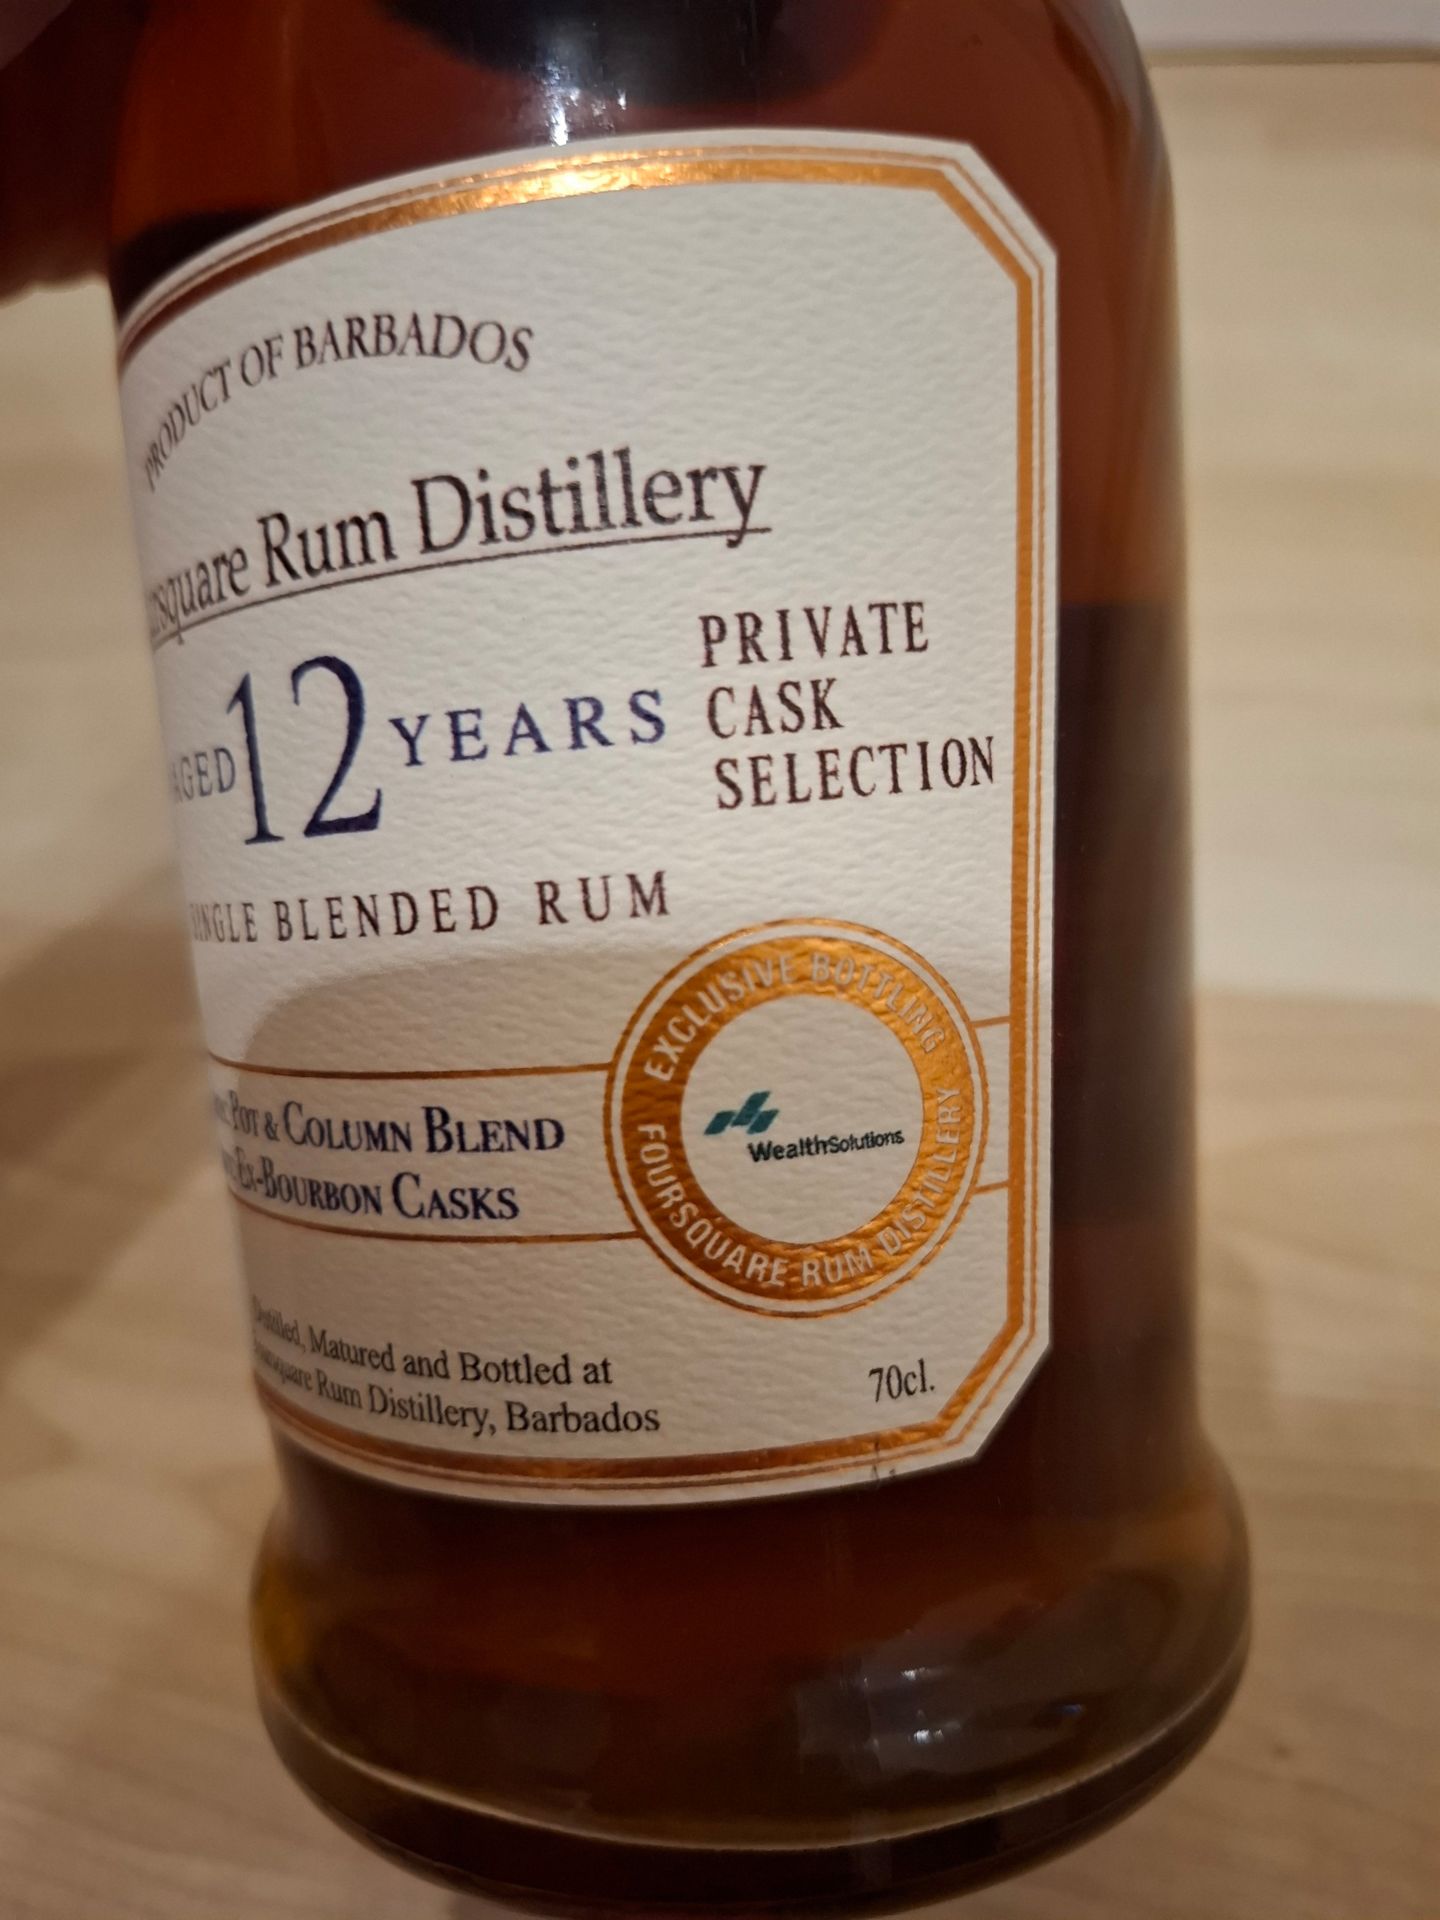 PRODUCT OF BARBADOS
Rum Distillery
AGED 12 YEARS
PRIVATE
CASK
SELECTION
SINGLE BLENDED RUM
POT & COLUMN BLEND
EX-BOURBON CASKS
EXCLUSIVE BOTTLING
WealthSolutions
FOURSQUARE RUM DISTILLERY
Distilled, Matured and Bottled at
Foursquare Rum Distillery, Barbados
70cl.